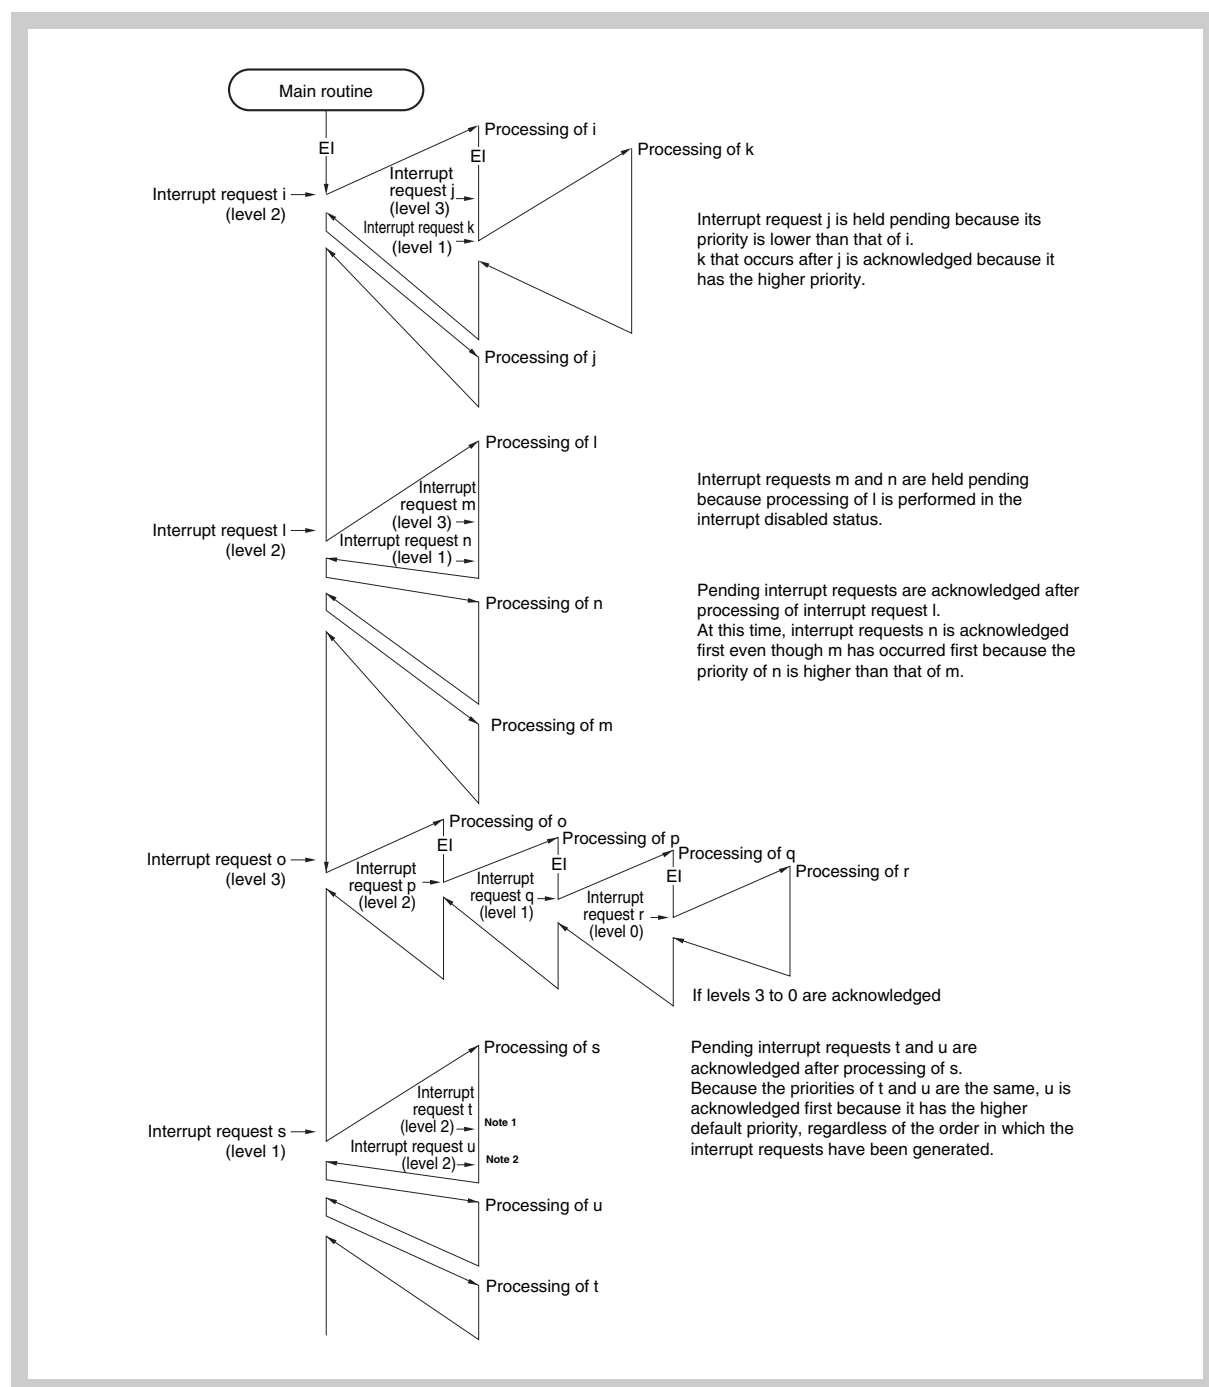 Main routine
EI
Processing of i
EI
Processing of k
Interrupt request i
(level 2)
Interrupt
request j
(level 3)
Interrupt request k
(level 1)
Interrupt request j is held pending because its
priority is lower than that of i.
k that occurs after j is acknowledged because it
has the higher priority.
Processing of j
Processing of l
Interrupt request l
(level 2)
Interrupt
request m
(level 3)
Interrupt request n
(level 1)
Interrupt requests m and n are held pending
because processing of l is performed in the
interrupt disabled status.
Processing of n
Pending interrupt requests are acknowledged after
processing of interrupt request l.
At this time, interrupt requests n is acknowledged
first even though m has occurred first because the
priority of n is higher than that of m.
Processing of m
Processing of o
EI
Processing of p
EI
Processing of q
EI
Processing of r
Interrupt request o
(level 3)
Interrupt
request p
(level 2)
Interrupt
request q
(level 1)
Interrupt
request r
(level 0)
If levels 3 to 0 are acknowledged
Processing of s
Interrupt request s
(level 1)
Interrupt
request t
(level 2)
Note 1
Interrupt request u
(level 2)
Note 2
Pending interrupt requests t and u are
acknowledged after processing of s.
Because the priorities of t and u are the same, u is
acknowledged first because it has the higher
default priority, regardless of the order in which the
interrupt requests have been generated.
Processing of u
Processing of t